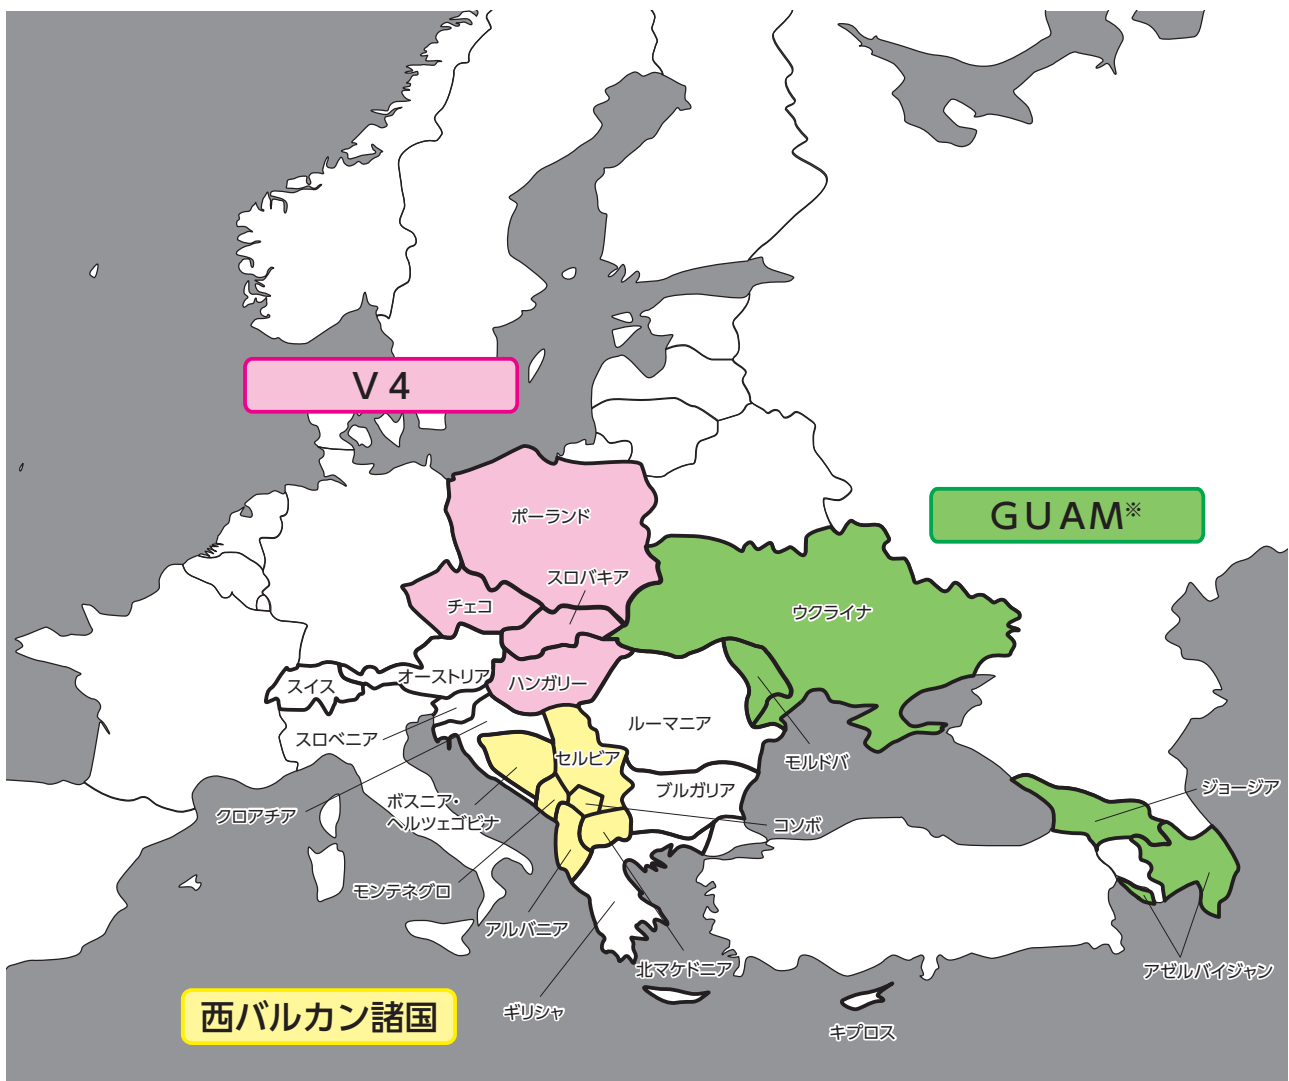 V 4
GUAM※
ポーランド
スロバキア
チェコ
ウクライナ
オーストリア
スイス
ハンガリー
ルーマニア
スロベニア
セルビア
モルドバ
ブルガリア
ジョージア
クロアチア
ボスニア・
ヘルツェゴビナ
コソボ
モンテネグロ
アルバニア
北マケドニア
アゼルバイジャン
西バルカン諸国
ギリシャ
キプロス